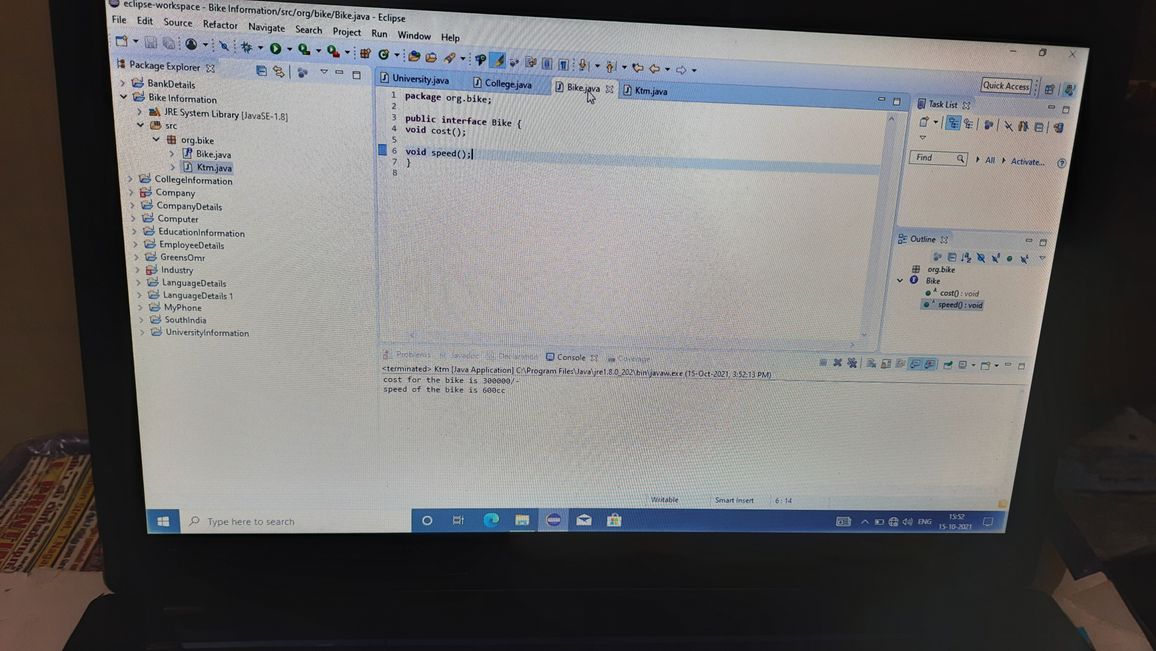 eclipse-workspace - Bike Information/src/org/bike/Bike.java - Eclipse
File Edit Source Refactor Navigate Search Project Run Window Help
Quick Access
Package Explorer
BankDetails
Bike Information
JRE System Library [JavaSE-1.8]
src
org.bike
Bike.java
Ktm.java
CollegeInformation
Company
CompanyDetails
Computer
EducationInformation
EmployeeDetails
GreensOmr
Industry
LanguageDetails
LanguageDetails 1
MyPhone
SouthIndia
UniversityInformation
University.java College.java Bike.java Ktm.java
1 package org.bike;
2
3 public interface Bike {
4 void cost();
5
6 void speed();
7 }
8
Task List
Find All Activate...
Outline
org.bike
Bike
cost() : void
speed() : void
Problems Javadoc Declaration Console Coverage
<terminated> Ktm [Java Application] C:\Program Files\Java\jre1.8.0_202\bin\javaw.exe (15-Oct-2021, 3:52:13 PM)
cost for the bike is 300000/-
speed of the bike is 600cc
Writable Smart Insert 6 : 14
Type here to search
ENG
15:52
15-10-2021